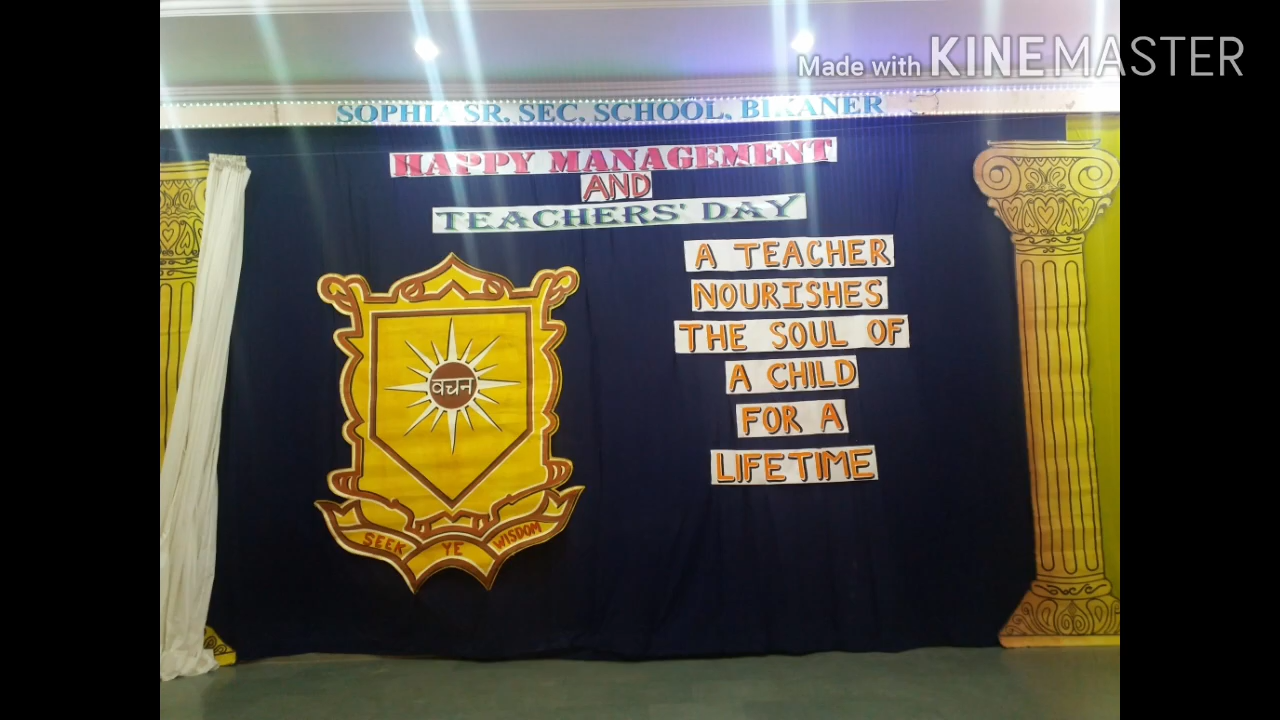 Made with KINEMASTER
SOPHIA SR. SEC. SCHOOL, BIKANER
HAPPY MANAGEMENT
AND
TEACHERS' DAY
A TEACHER
NOURISHES
THE SOUL OF
A CHILD
FOR A
LIFETIME
वचन
SEEK YE WISDOM